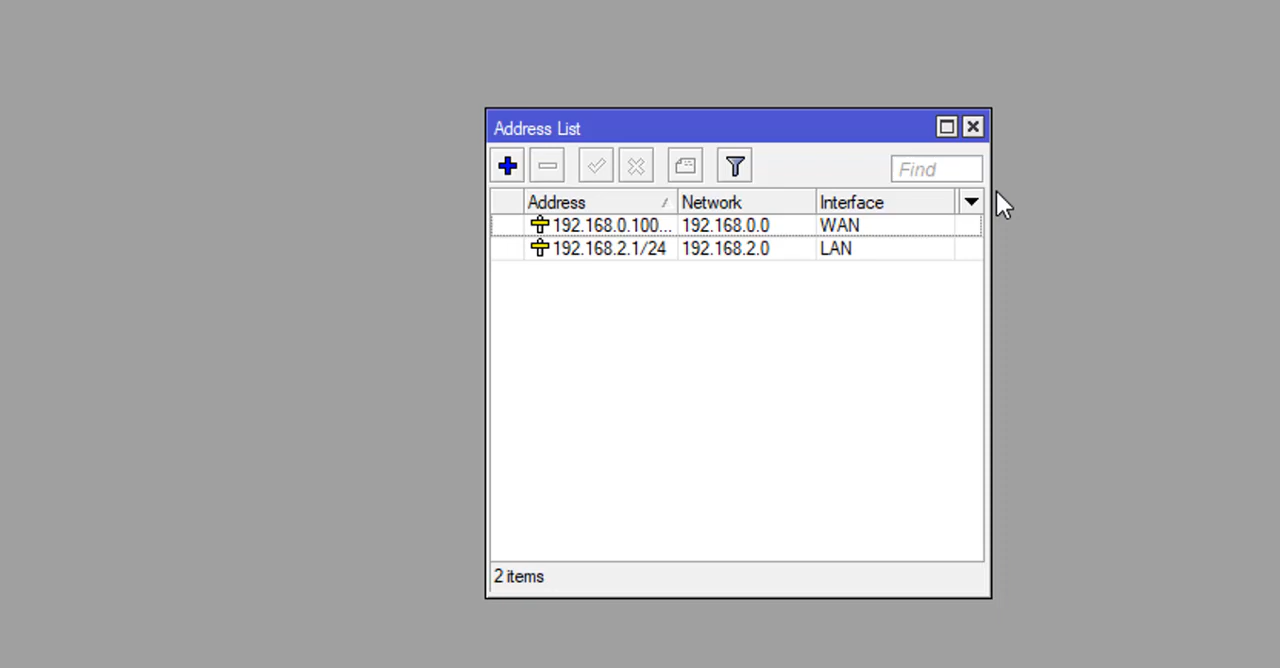 Address List
Find
Address Network Interface
192.168.0.100... 192.168.0.0 WAN
192.168.2.1/24 192.168.2.0 LAN
2 items